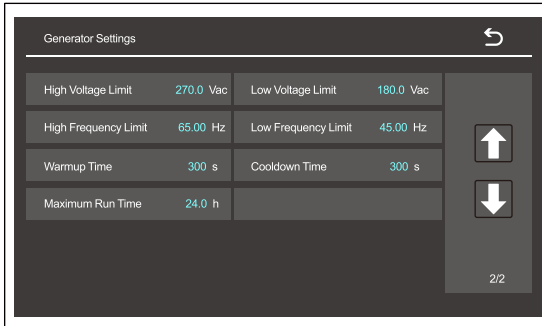 Generator Settings
High Voltage Limit 270.0 Vac Low Voltage Limit 180.0 Vac
High Frequency Limit 65.00 Hz Low Frequency Limit 45.00 Hz
Warmup Time 300 s Cooldown Time 300 s
Maximum Run Time 24.0 h
2/2